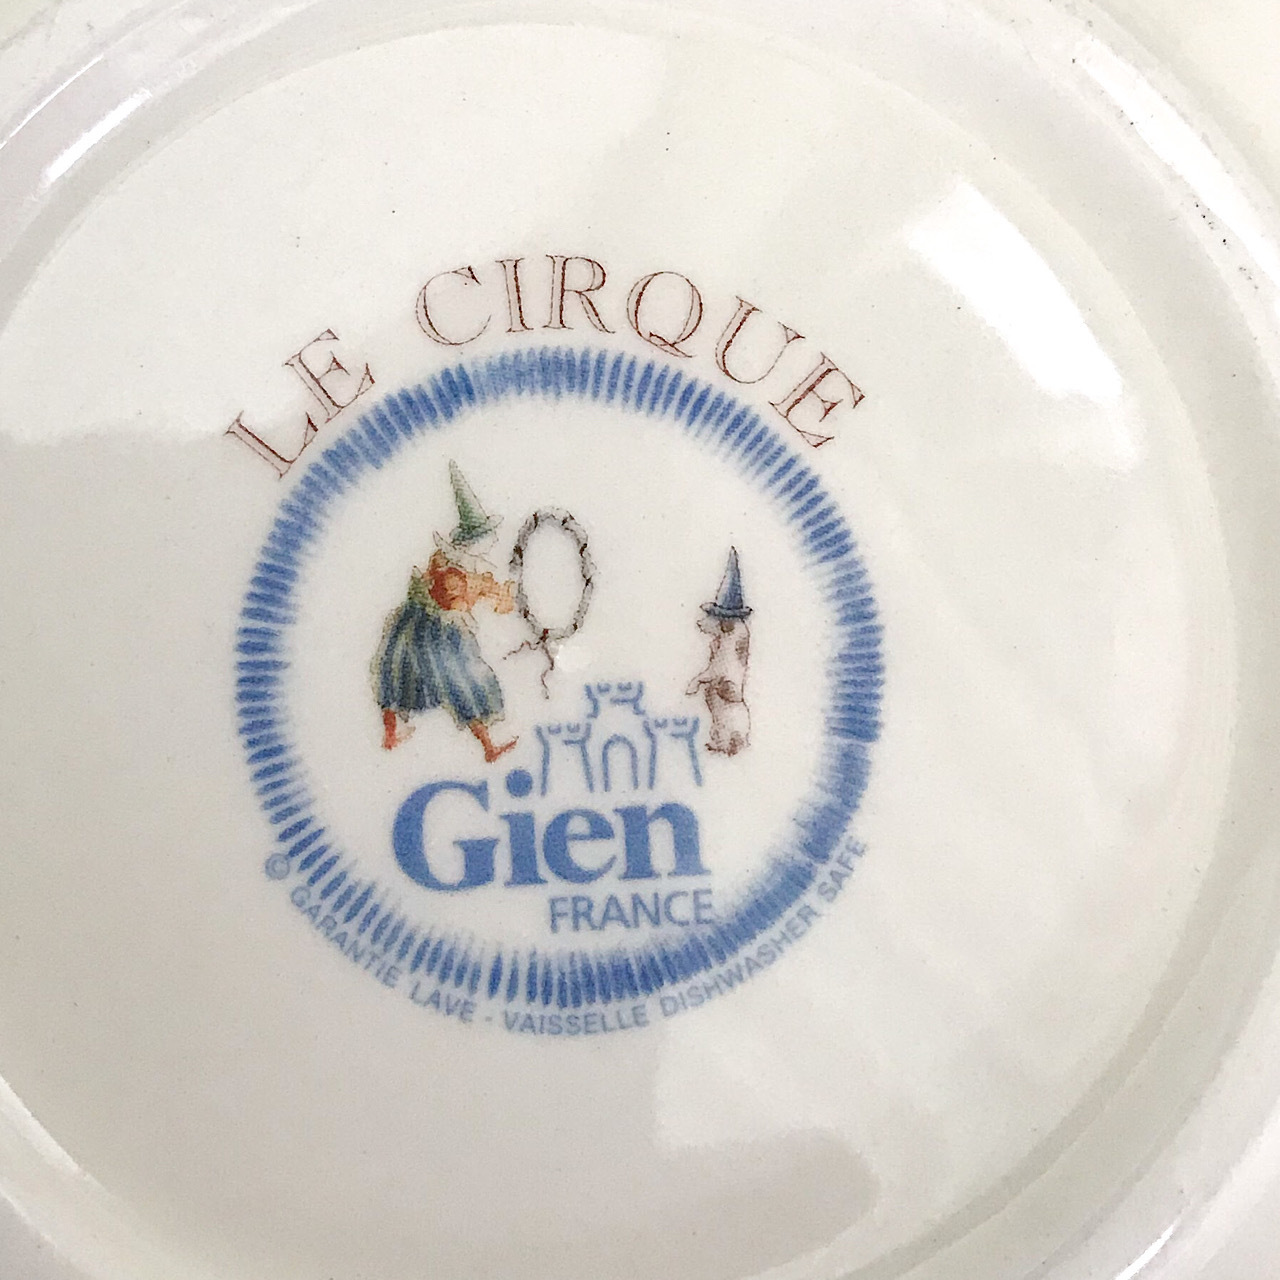 LE CIRQUE
Gien
FRANCE
© GARANTIE LAVE - VAISSELLE DISHWASHER SAFE